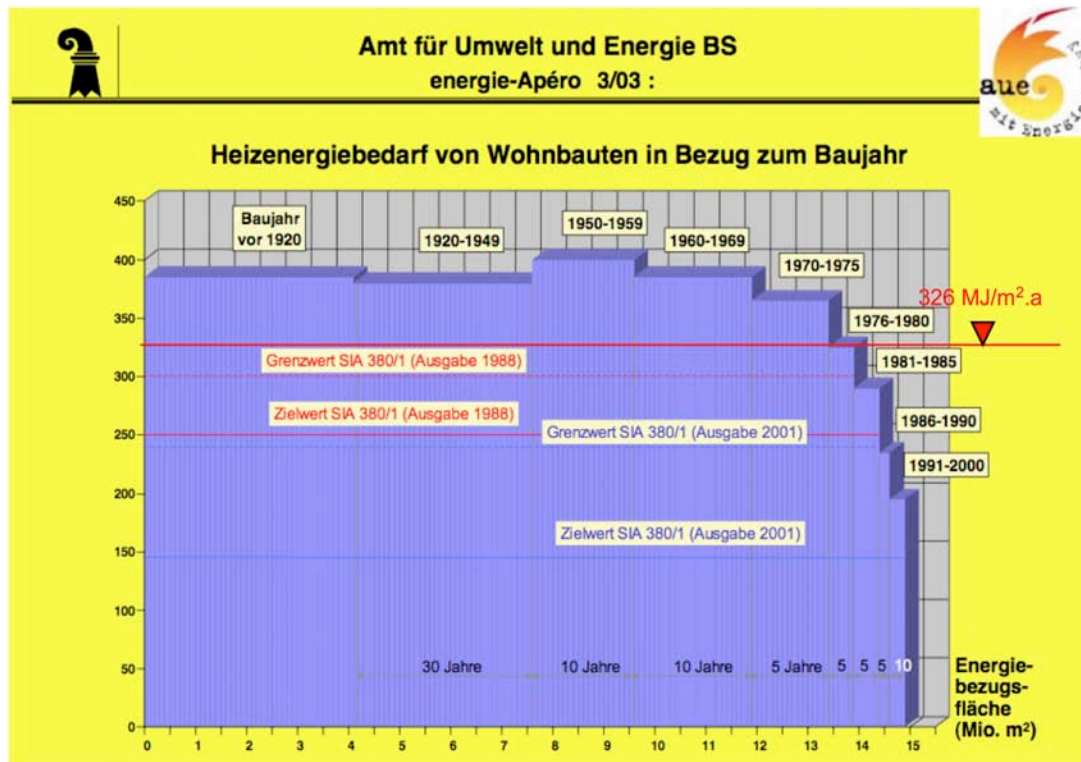 Amt für Umwelt und Energie BS
energie-Apéro 3/03 :
aue
mit Energie
Heizenergiebedarf von Wohnbauten in Bezug zum Baujahr
450
400
350
300
250
200
150
100
50
0
Baujahr
vor 1920
1920-1949
1950-1959
1960-1969
1970-1975
1976-1980
1981-1985
1986-1990
1991-2000
326 MJ/m².a
Grenzwert SIA 380/1 (Ausgabe 1988)
Zielwert SIA 380/1 (Ausgabe 1988)
Grenzwert SIA 380/1 (Ausgabe 2001)
Zielwert SIA 380/1 (Ausgabe 2001)
30 Jahre 10 Jahre 10 Jahre 5 Jahre 5 5 5 10
0 1 2 3 4 5 6 7 8 9 10 11 12 13 14 15
Energie-
bezugs-
fläche
(Mio. m²)